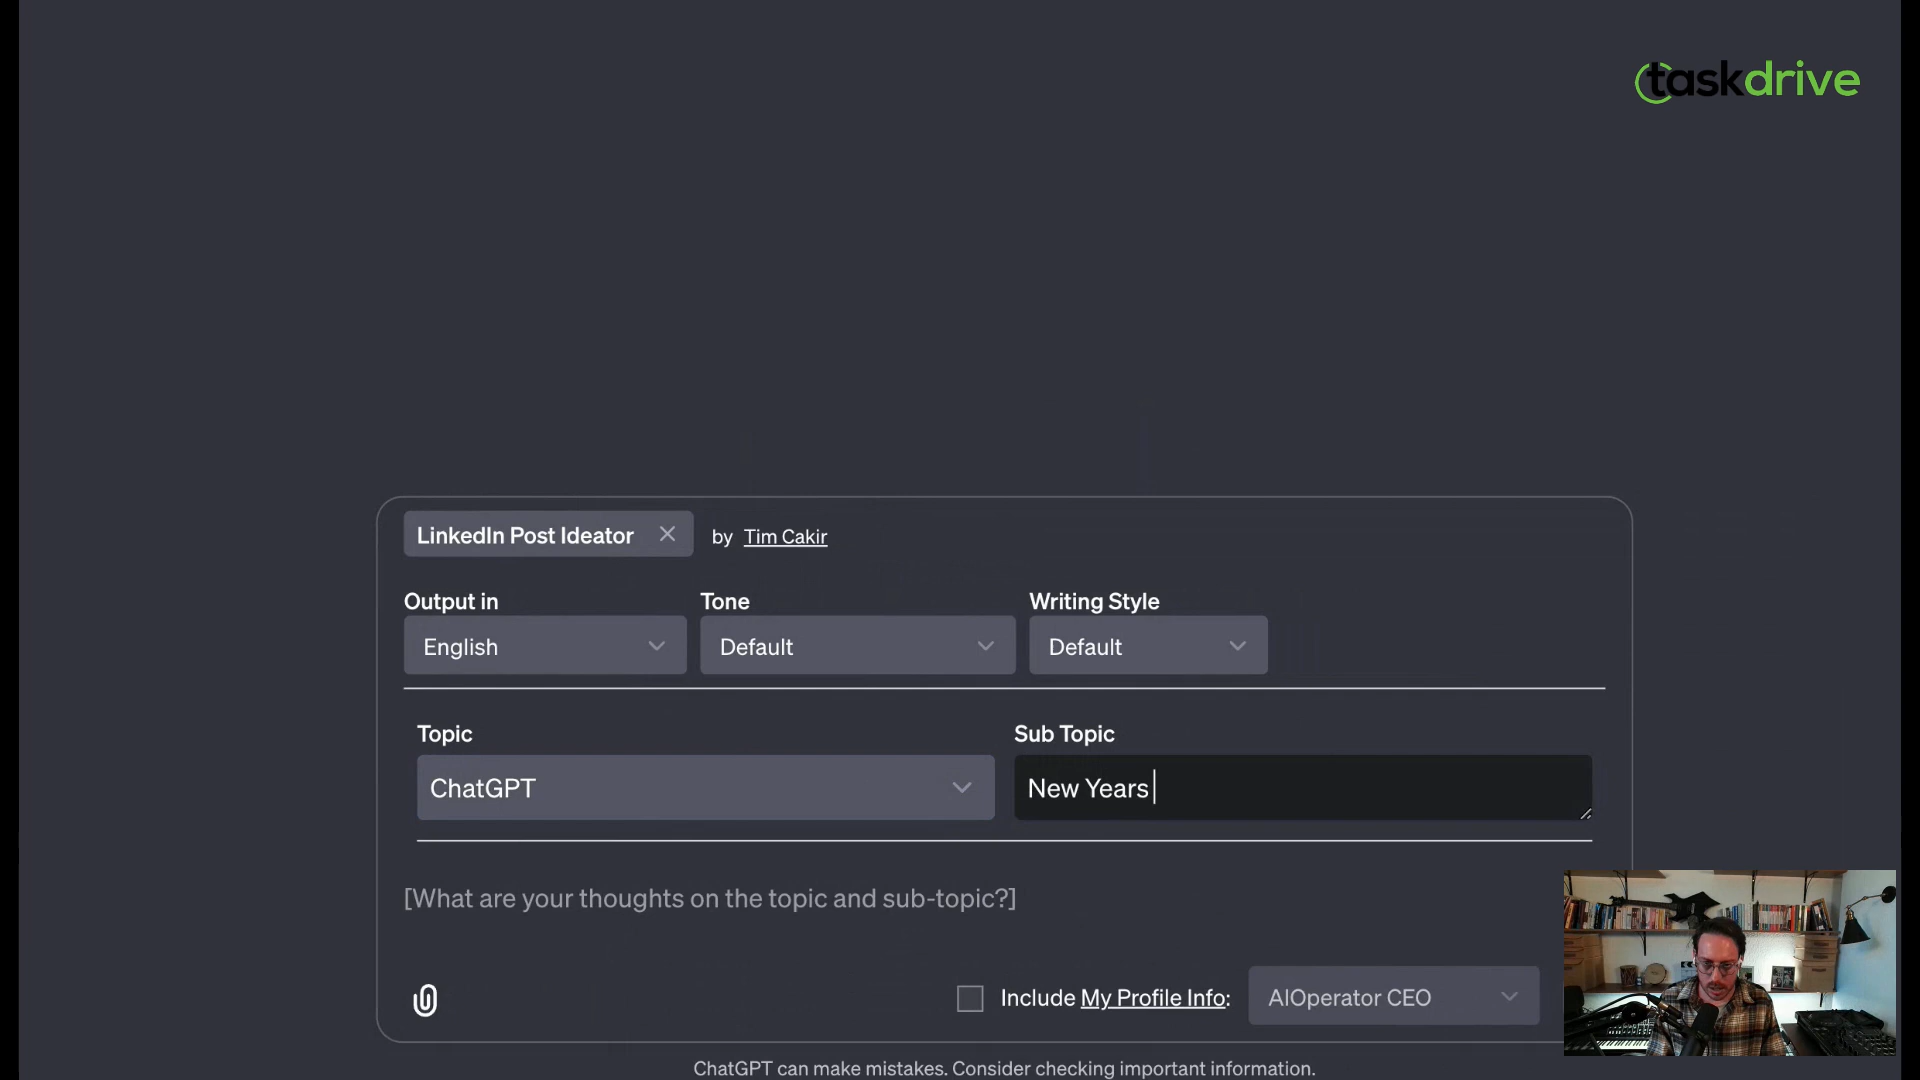 taskdrive
LinkedIn Post Ideator by Tim Cakir
Output in Tone Writing Style
English Default Default
Topic Sub Topic
ChatGPT New Years
[What are your thoughts on the topic and sub-topic?]
Include My Profile Info: AIOperator CEO
ChatGPT can make mistakes. Consider checking important information.